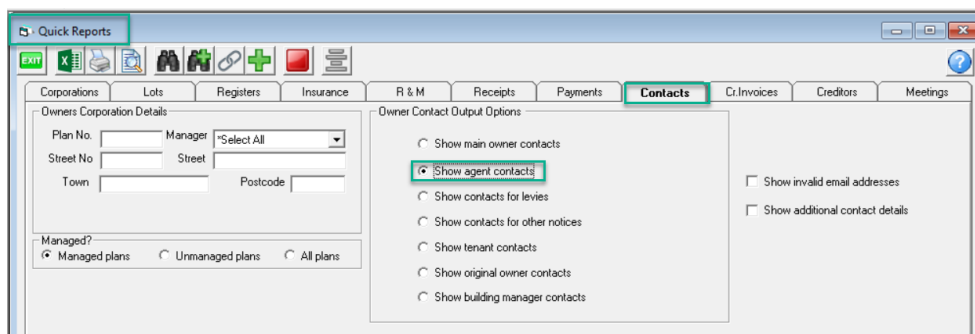 Quick Reports
EXIT
Corporations Lots Registers Insurance R & M Receipts Payments Contacts Cr.Invoices Creditors Meetings
Owners Corporation Details
Plan No. Manager *Select All
Street No Street
Town Postcode
Managed?
Managed plans Unmanaged plans All plans
Owner Contact Output Options
Show main owner contacts
Show agent contacts
Show contacts for levies
Show contacts for other notices
Show tenant contacts
Show original owner contacts
Show building manager contacts
Show invalid email addresses
Show additional contact details